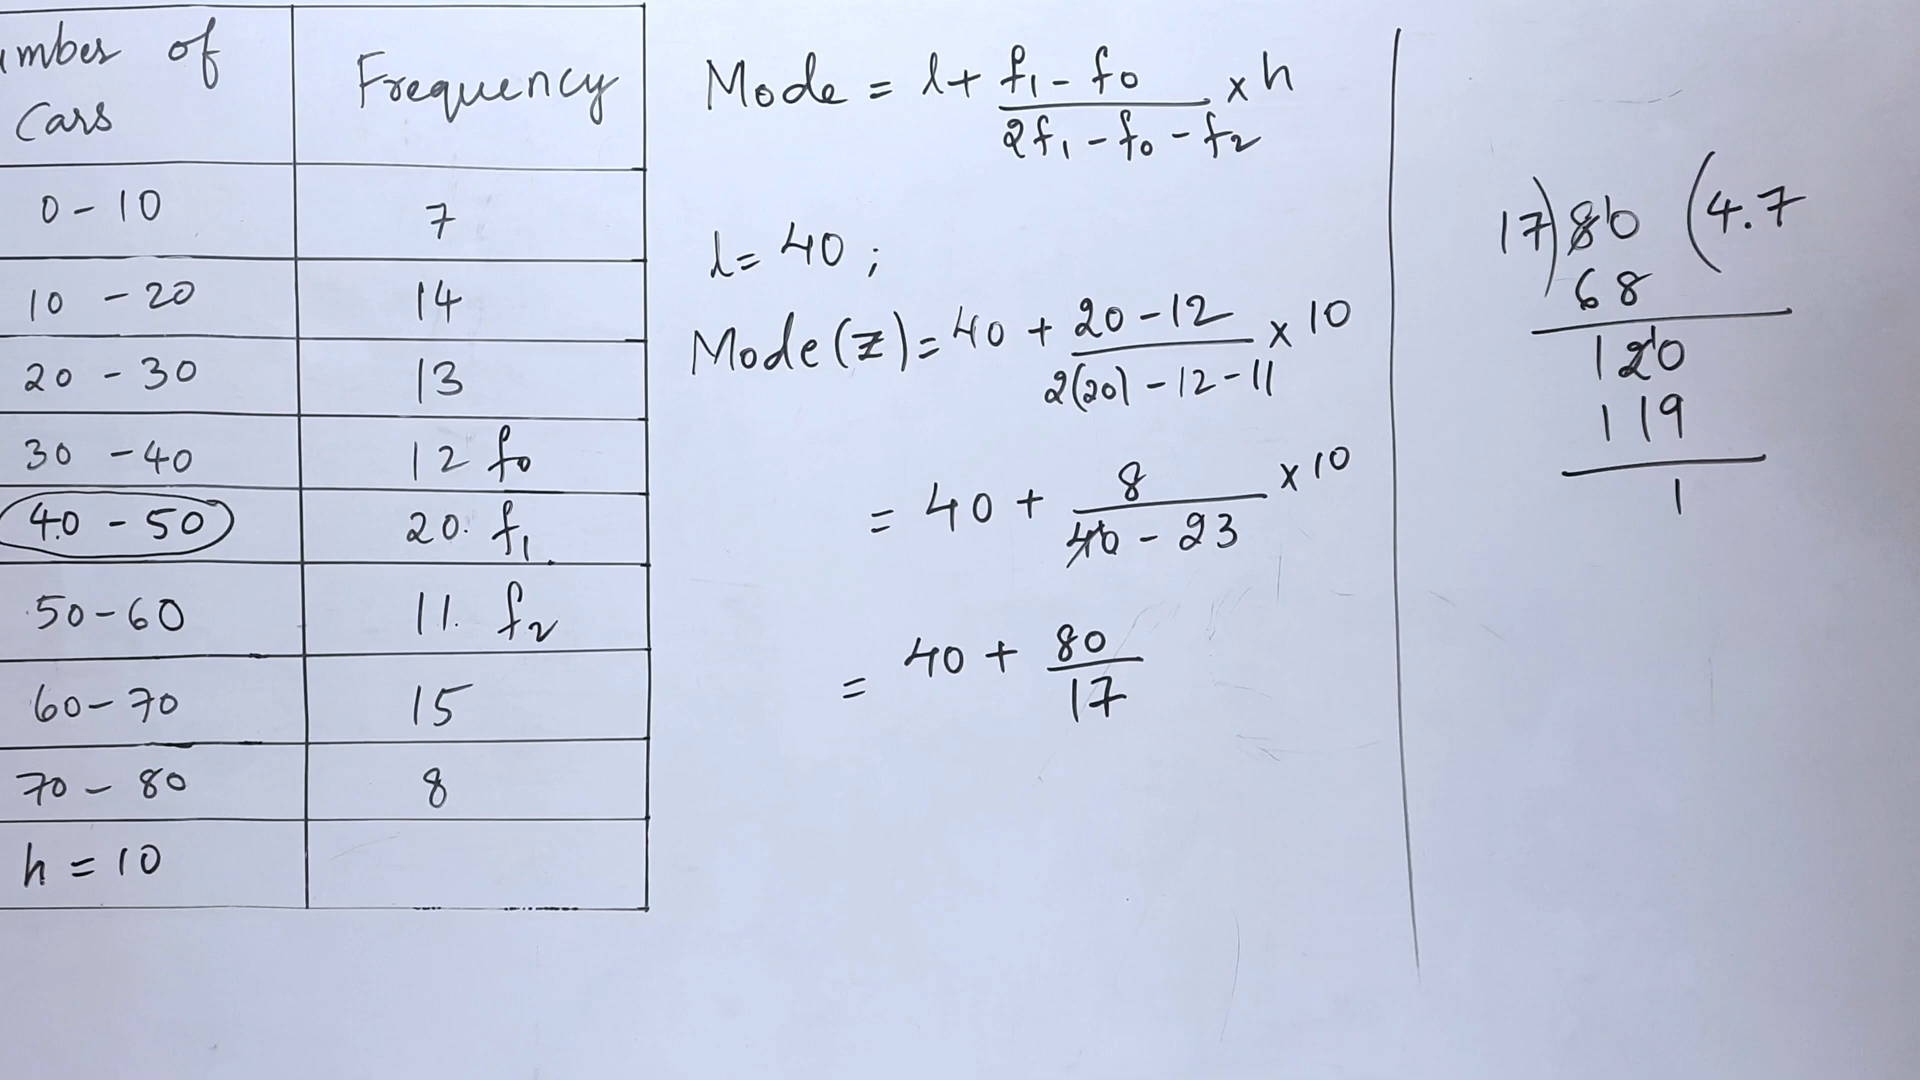 of
Cars
Frequency
0 - 10 7
10 - 20 14
20 - 30 13
30 - 40 12 f₀
40 - 50 20. f₁
50 - 60 11. f₂
60 - 70 15
70 - 80 8
h = 10
Mode = l + (f₁ - f₀)/(2f₁ - f₀ - f₂) × h
l = 40 ;
Mode (Z) = 40 + (20 - 12)/(2(20) - 12 - 11) × 10
= 40 + 8/(40 - 23) × 10
= 40 + 80/17
17) 80 (4.7
68
120
119
1